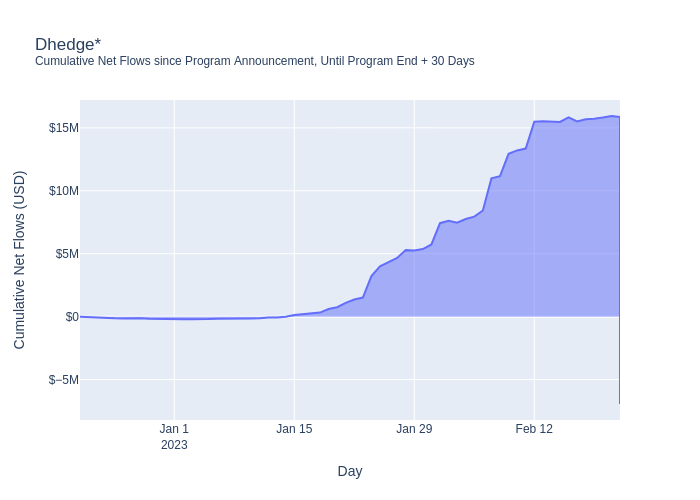 Dhedge*
Cumulative Net Flows since Program Announcement, Until Program End + 30 Days
Cumulative Net Flows (USD)
$15M
$10M
$5M
$0
$−5M
Jan 1
2023
Jan 15
Jan 29
Feb 12
Day